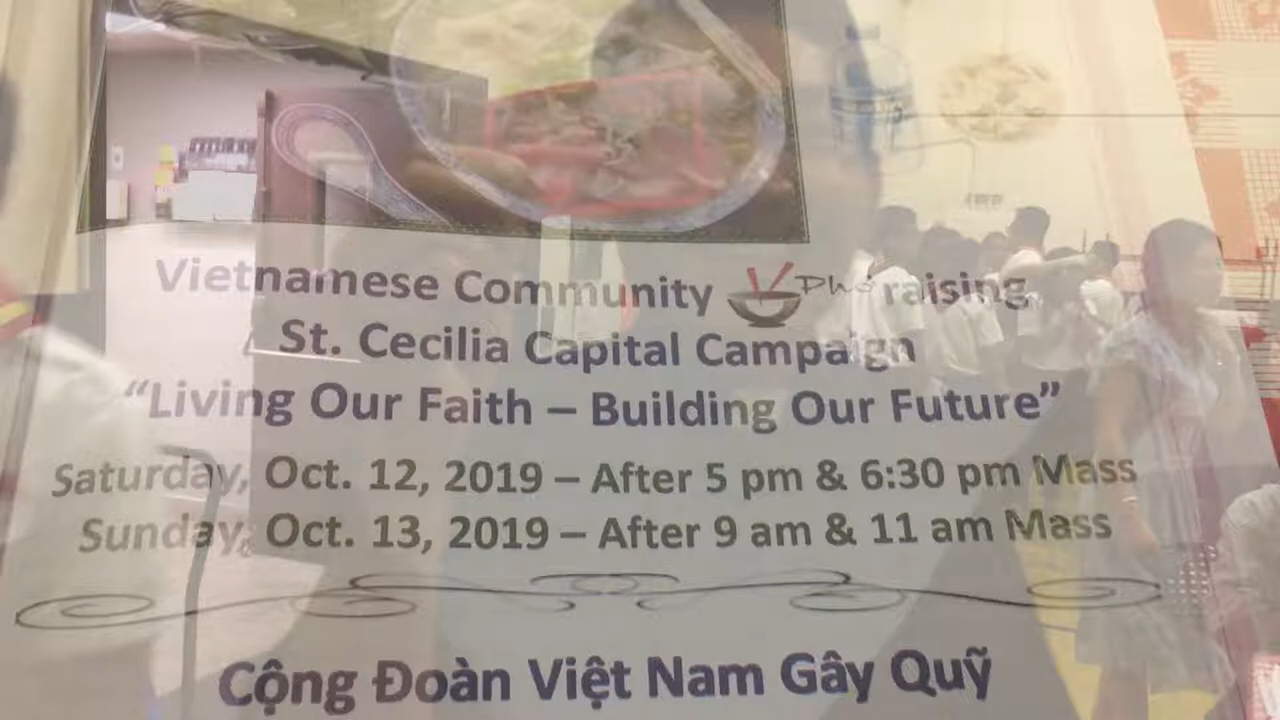 Vietnamese Community Phở raising
St. Cecilia Capital Campaign
“Living Our Faith – Building Our Future”
Saturday, Oct. 12, 2019 – After 5 pm & 6:30 pm Mass
Sunday, Oct. 13, 2019 – After 9 am & 11 am Mass
Cộng Đoàn Việt Nam Gây Quỹ